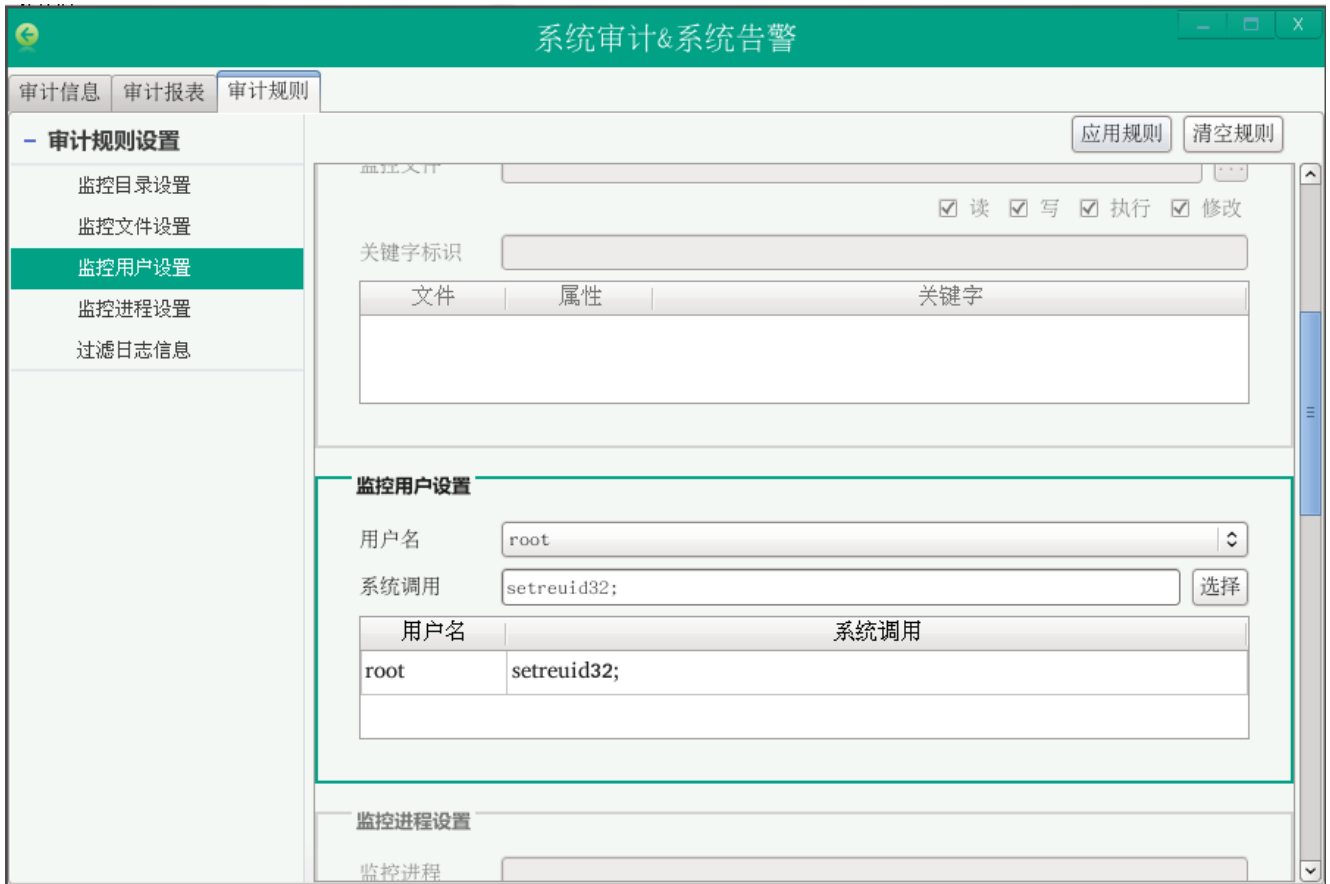 系统审计&系统告警
审计信息 审计报表 审计规则
应用规则 清空规则
- 审计规则设置
监控目录设置
监控文件设置
监控用户设置
监控进程设置
过滤日志信息
监控文件 ...
读 写 执行 修改
关键字标识
文件 属性 关键字
监控用户设置
用户名 root
系统调用 setreuid32; 选择
用户名 系统调用
root setreuid32;
监控进程设置
监控进程